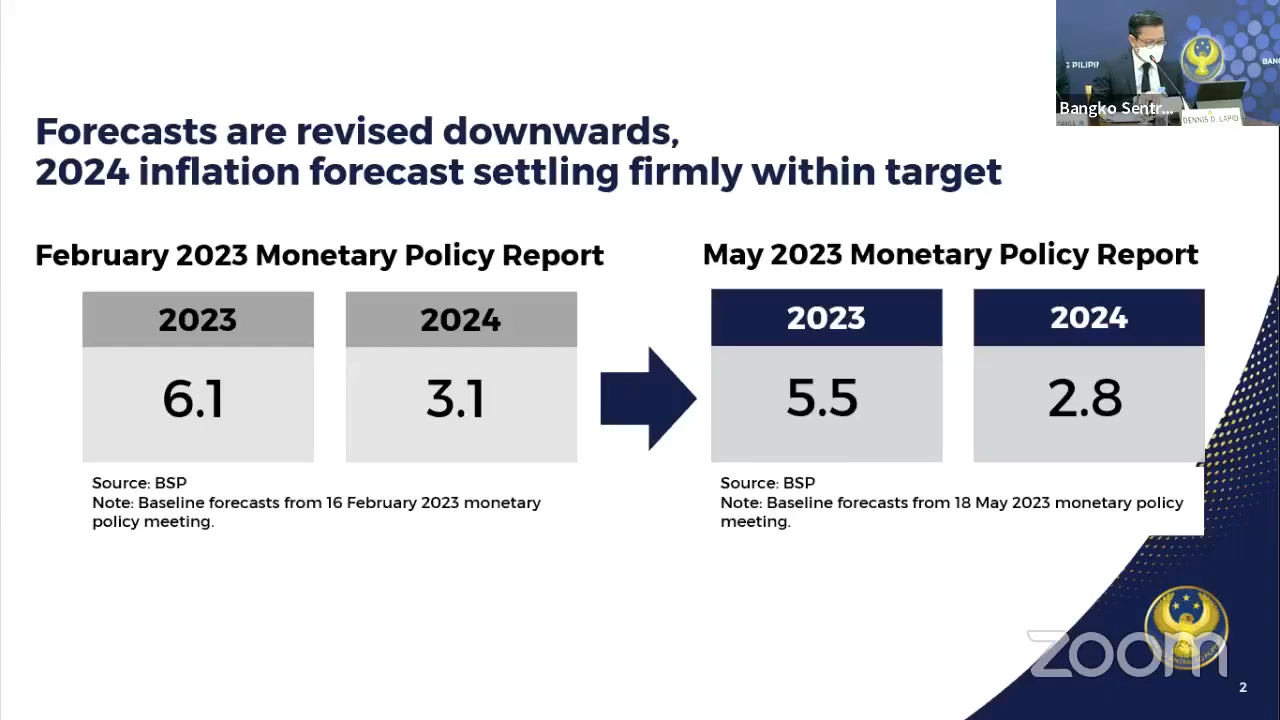 G PILIPI
BANG
Bangko Sentr...
DENNIS D. LAPID
Forecasts are revised downwards,
2024 inflation forecast settling firmly within target
February 2023 Monetary Policy Report
2023
2024
6.1
3.1
Source: BSP
Note: Baseline forecasts from 16 February 2023 monetary
policy meeting.
May 2023 Monetary Policy Report
2023
2024
5.5
2.8
Source: BSP
Note: Baseline forecasts from 18 May 2023 monetary policy
meeting.
zoom
2